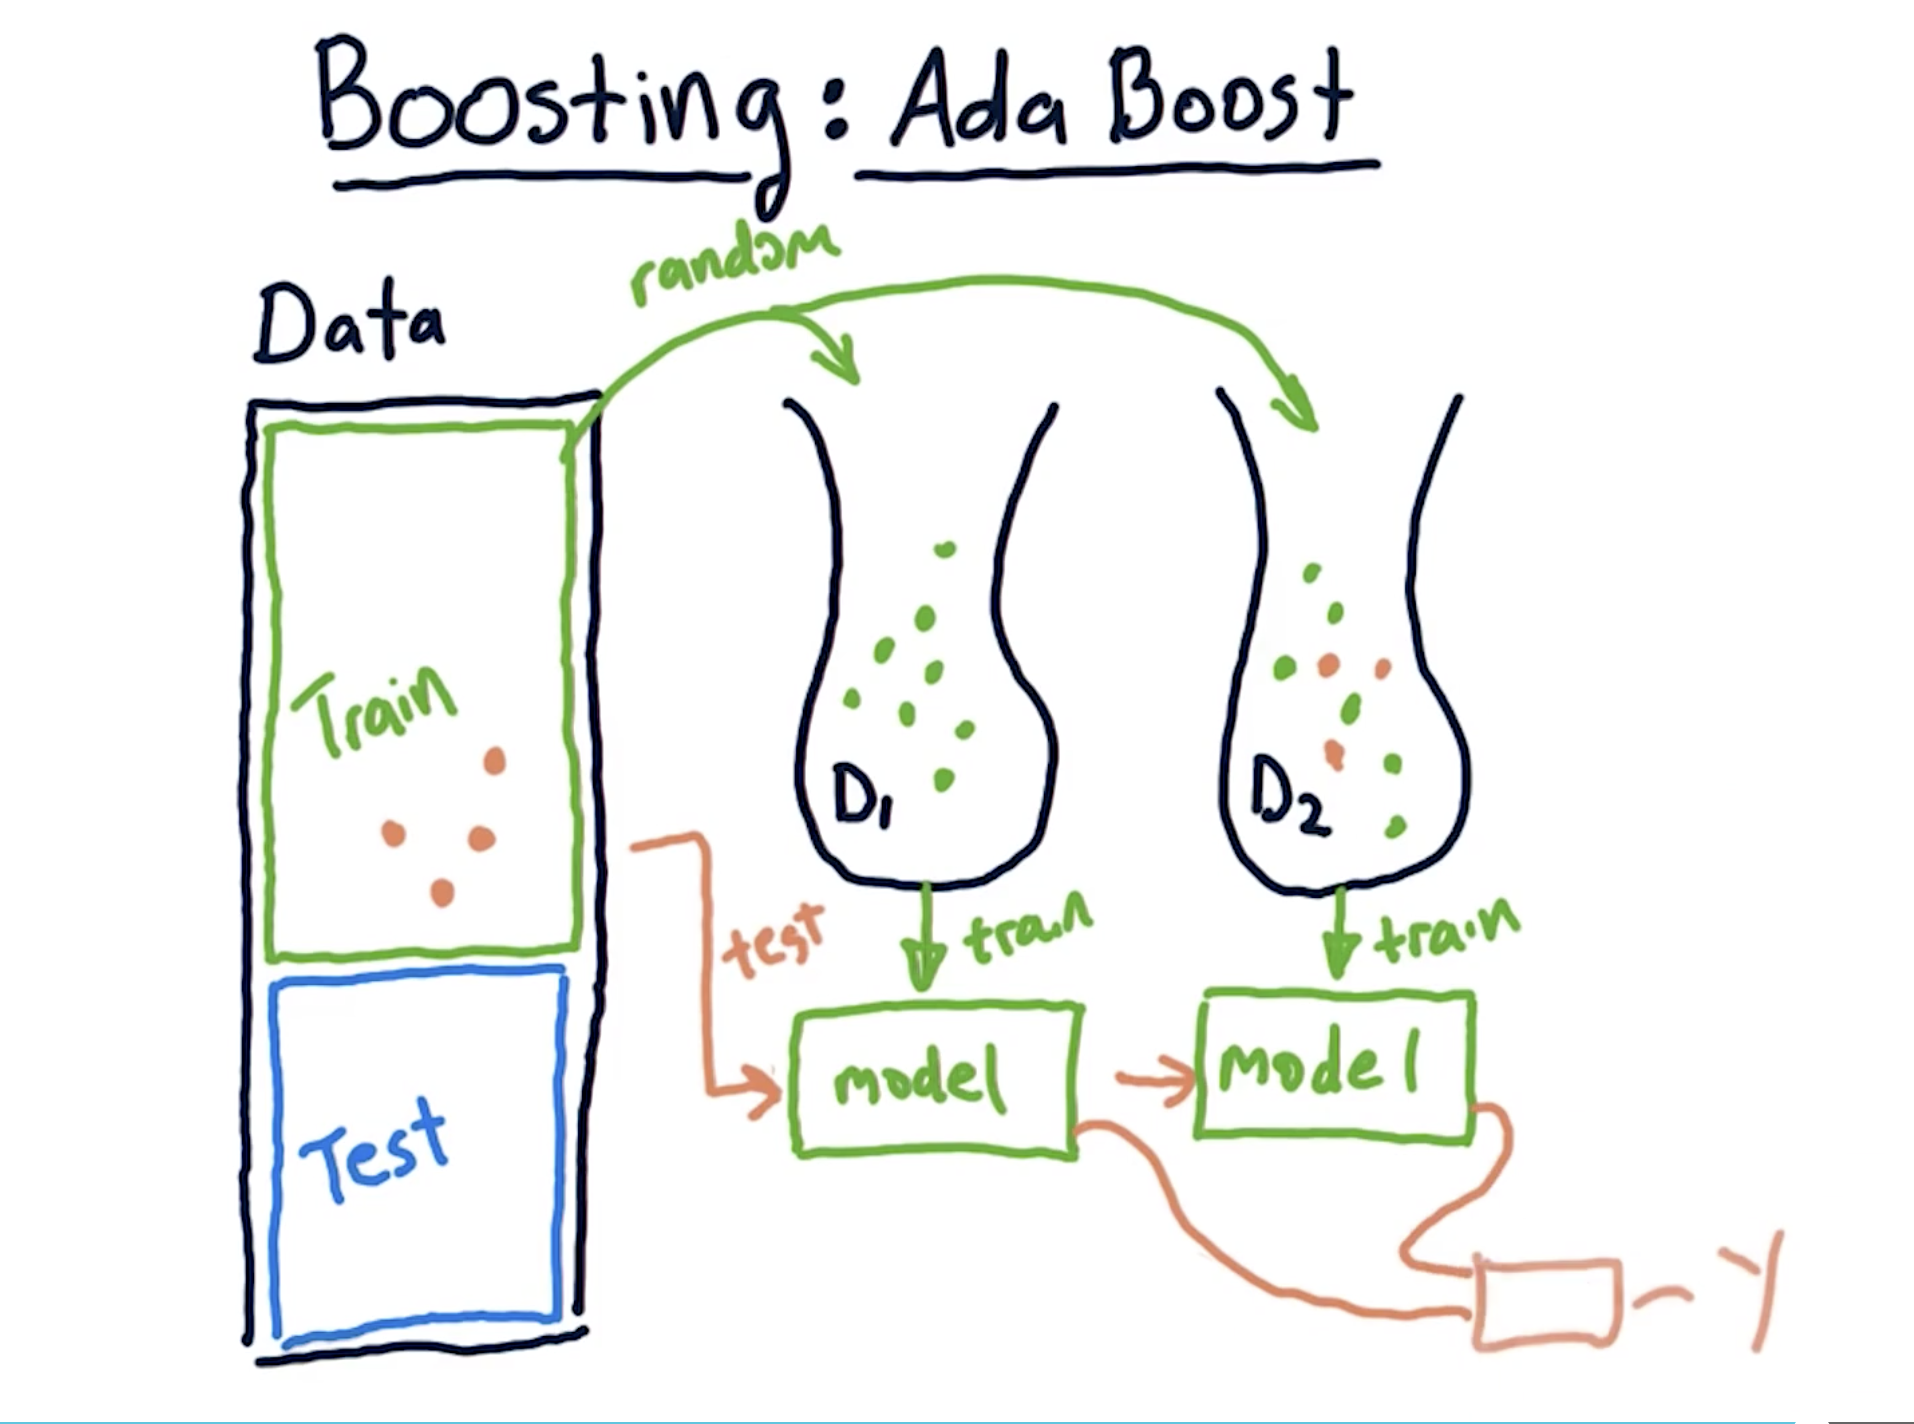 Boosting: Ada Boost
random
Data
Train
D1
D2
test
train
train
model
model
Test
Y